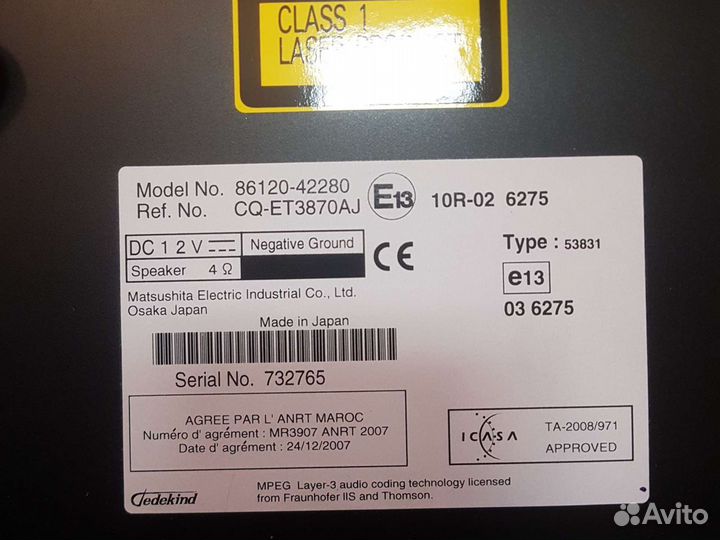 CLASS 1
LASER
Model No. 86120-42280
Ref. No. CQ-ET3870AJ
E13
10R-02 6275
DC 12V
Negative Ground
Speaker 4 Ω
CE
Type : 53831
e13
03 6275
Matsushita Electric Industrial Co., Ltd.
Osaka Japan
Made in Japan
Serial No. 732765
AGREE PAR L' ANRT MAROC
Numéro d' agrément : MR3907 ANRT 2007
Date d' agrément : 24/12/2007
ICASA
TA-2008/971
APPROVED
Dedekind
MPEG Layer-3 audio coding technology licensed
from Fraunhofer IIS and Thomson.
Avito